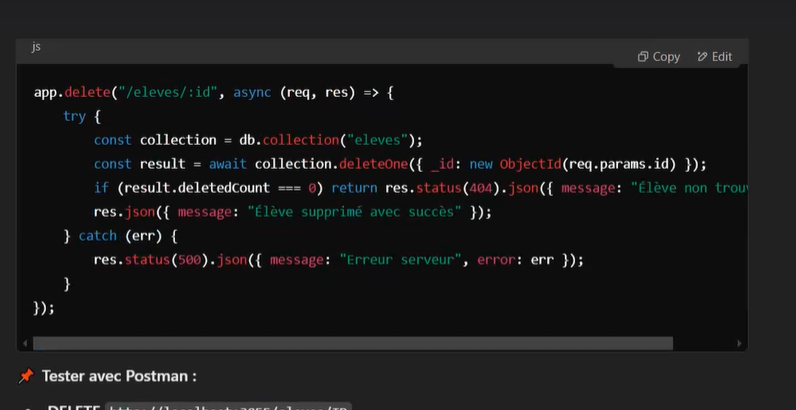 js
Copy Edit
app.delete("/eleves/:id", async (req, res) => {
try {
const collection = db.collection("eleves");
const result = await collection.deleteOne({ _id: new ObjectId(req.params.id) });
if (result.deletedCount === 0) return res.status(404).json({ message: "Élève non trou
res.json({ message: "Élève supprimé avec succès" });
} catch (err) {
res.status(500).json({ message: "Erreur serveur", error: err });
}
});
Tester avec Postman :
DELETE